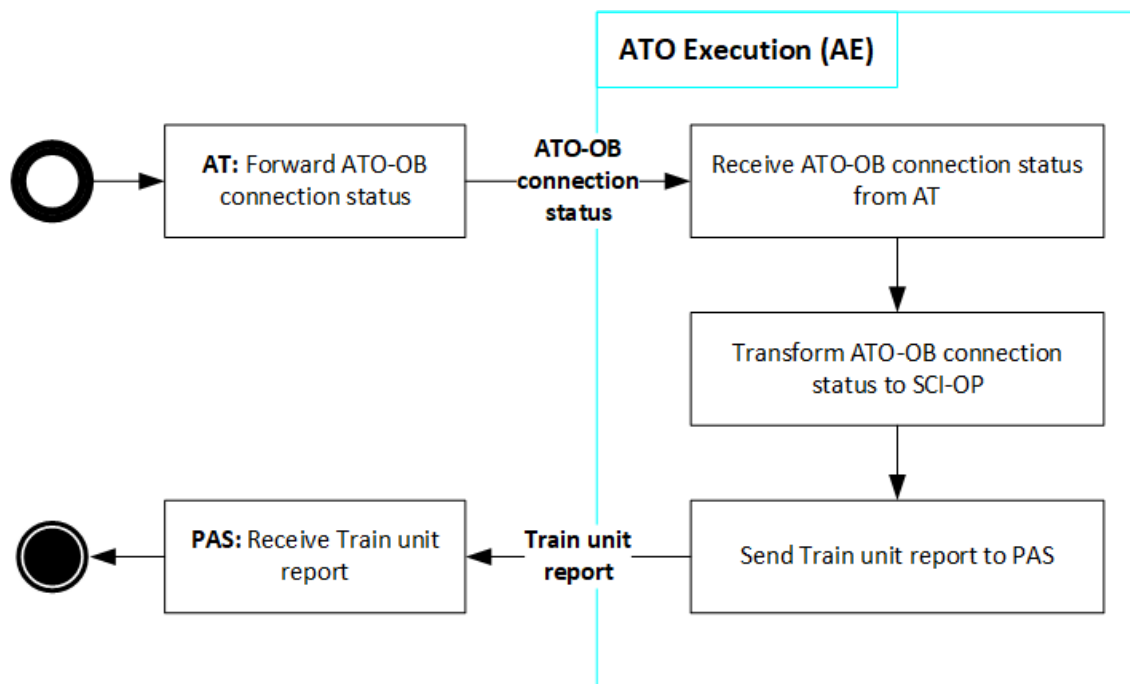 ATO Execution (AE)
AT: Forward ATO-OB
connection status
ATO-OB
connection
status
Receive ATO-OB connection status
from AT
Transform ATO-OB connection
status to SCI-OP
Send Train unit report to PAS
Train unit
report
PAS: Receive Train unit
report